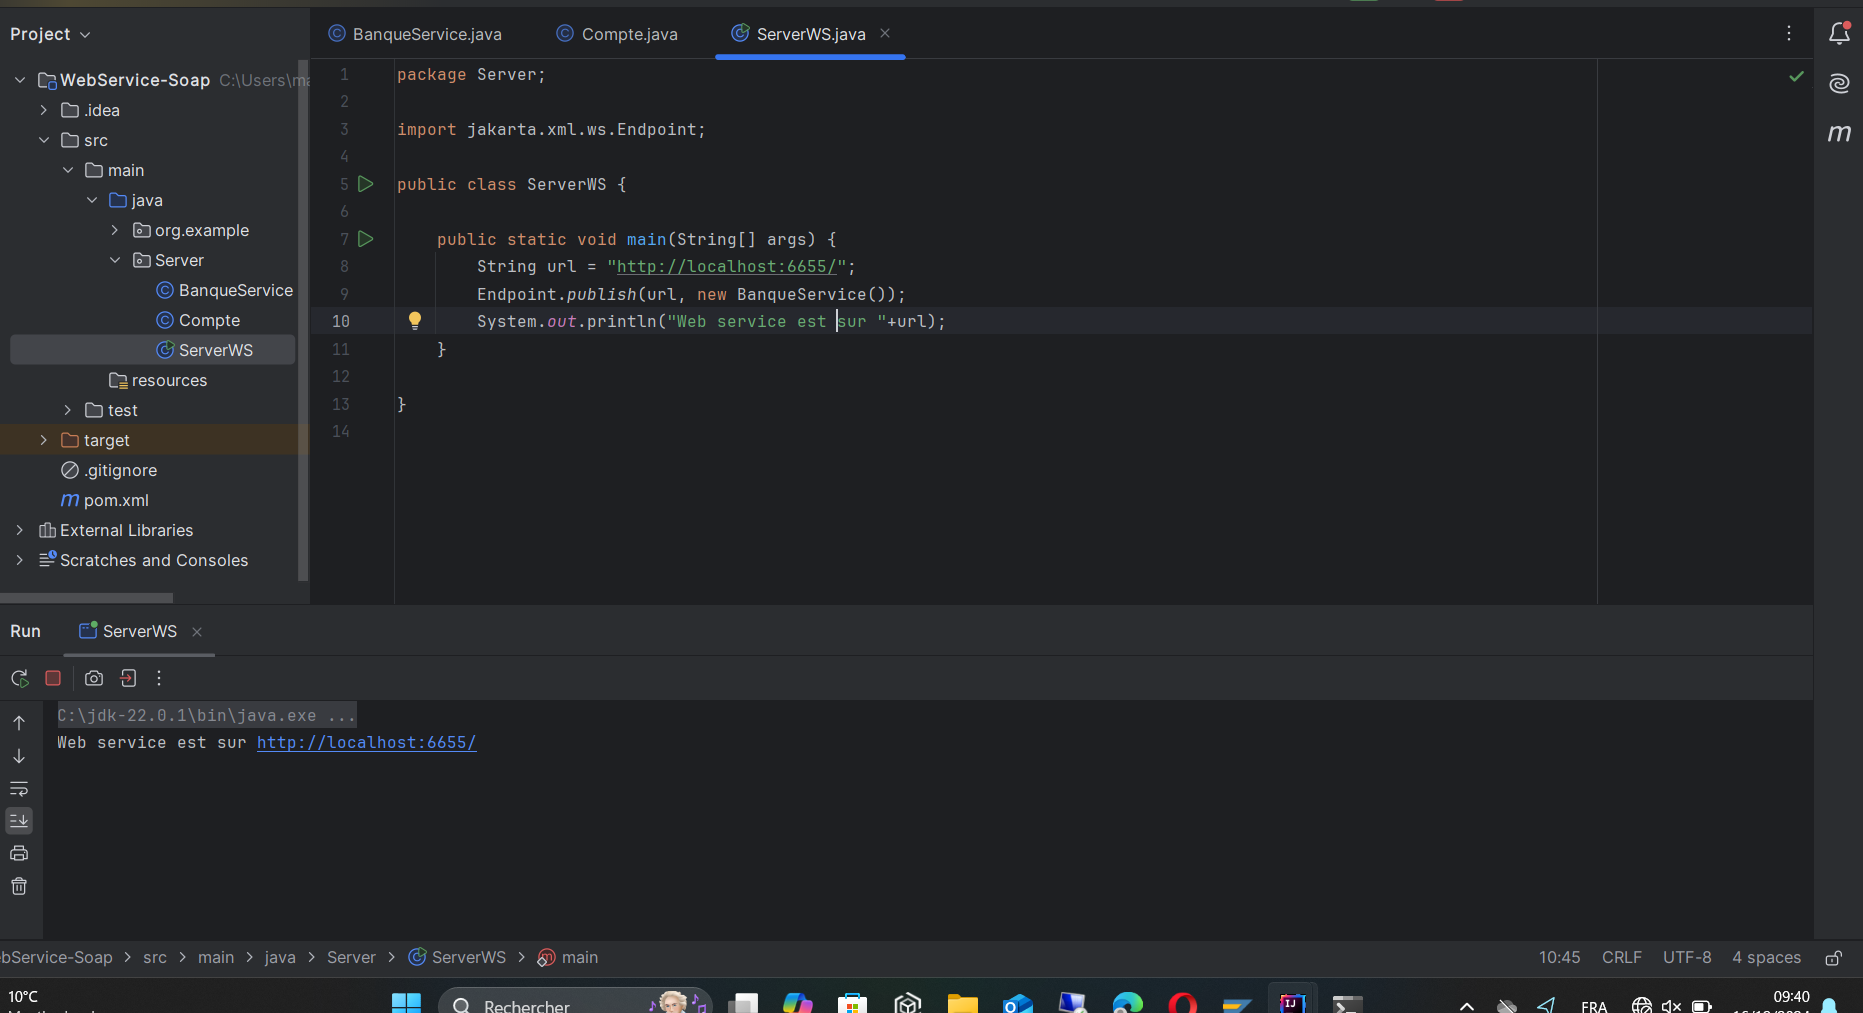 Project
BanqueService.java
Compte.java
ServerWS.java
WebService-Soap C:\Users\ma
.idea
src
main
java
org.example
Server
BanqueService
Compte
ServerWS
resources
test
target
.gitignore
pom.xml
External Libraries
Scratches and Consoles
1 package Server;
2
3 import jakarta.xml.ws.Endpoint;
4
5 public class ServerWS {
6
7 public static void main(String[] args) {
8 String url = "http://localhost:6655/";
9 Endpoint.publish(url, new BanqueService());
10 System.out.println("Web service est sur "+url);
11 }
12
13 }
14
Run ServerWS
C:\jdk-22.0.1\bin\java.exe ...
Web service est sur http://localhost:6655/
bService-Soap > src > main > java > Server > ServerWS > main
10:45 CRLF UTF-8 4 spaces
10°C
Rechercher
FRA
09:40